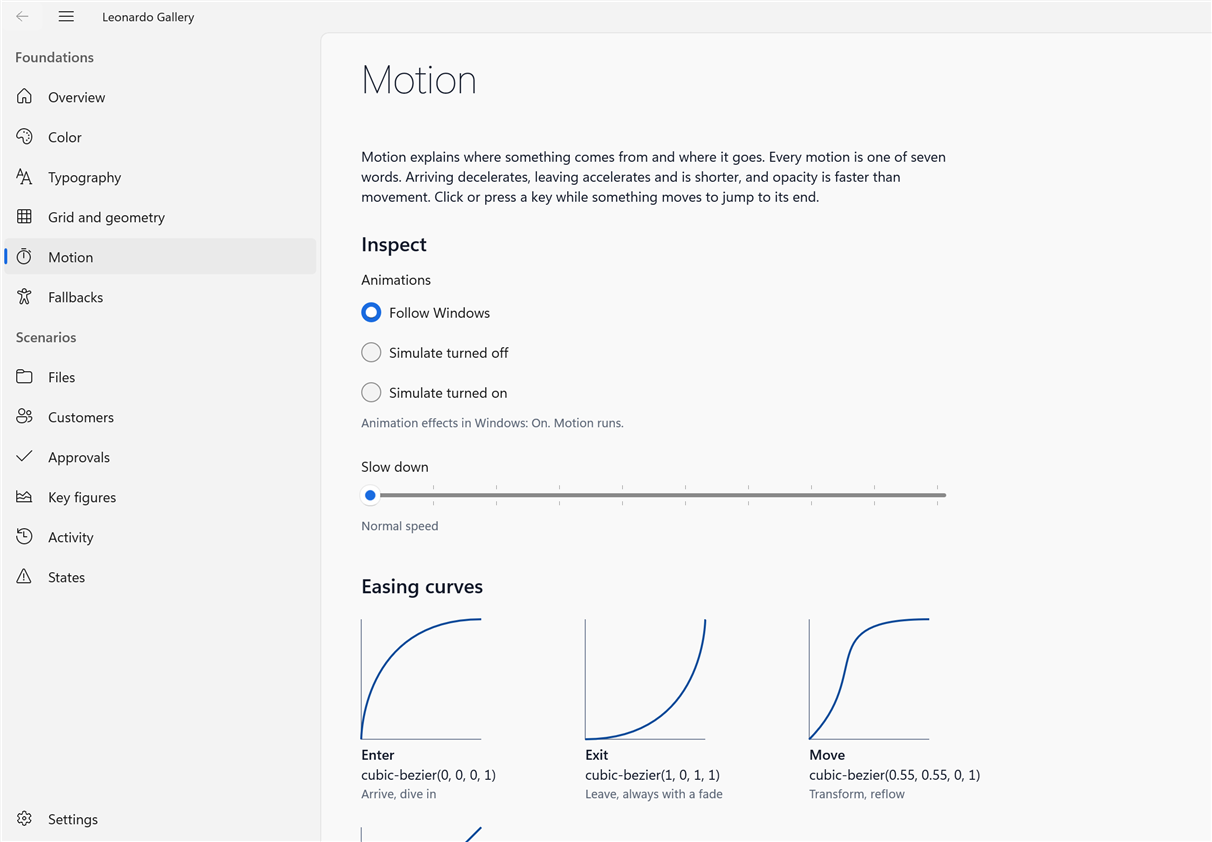 Leonardo Gallery
Foundations
Overview
Color
Typography
Grid and geometry
Motion
Fallbacks
Scenarios
Files
Customers
Approvals
Key figures
Activity
States
Settings
Motion
Motion explains where something comes from and where it goes. Every motion is one of seven
words. Arriving decelerates, leaving accelerates and is shorter, and opacity is faster than
movement. Click or press a key while something moves to jump to its end.
Inspect
Animations
Follow Windows
Simulate turned off
Simulate turned on
Animation effects in Windows: On. Motion runs.
Slow down
Normal speed
Easing curves
Enter
cubic-bezier(0, 0, 0, 1)
Arrive, dive in
Exit
cubic-bezier(1, 0, 1, 1)
Leave, always with a fade
Move
cubic-bezier(0.55, 0.55, 0, 1)
Transform, reflow